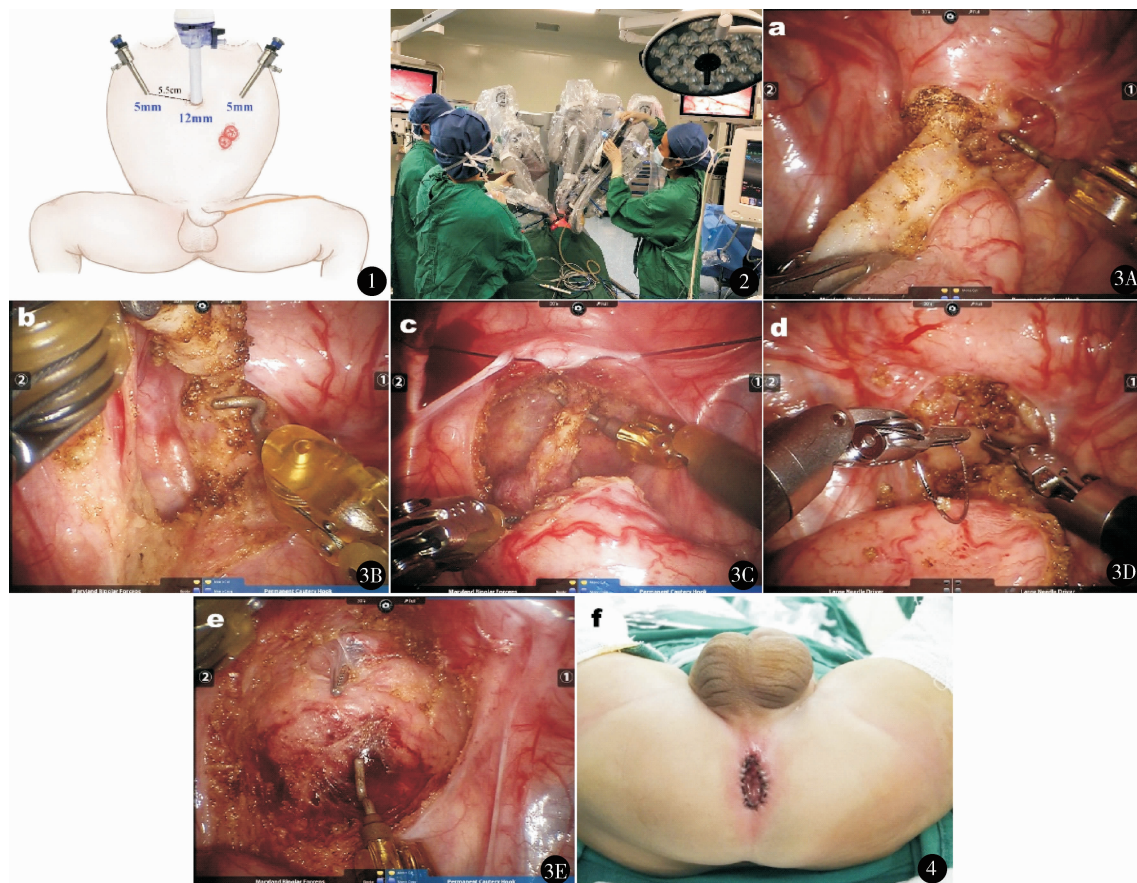 5.5cm
5mm
12mm
5mm
1
2
a
2
1
3A
b
2
1
Maryland Bipolar Forceps
Permanent Cautery Hook
3B
c
2
1
Maryland Bipolar Forceps
Permanent Cautery Hook
3C
d
2
1
Large Needle Driver
Large Needle Driver
3D
e
2
1
Maryland Bipolar Forceps
Permanent Cautery Hook
3E
f
4